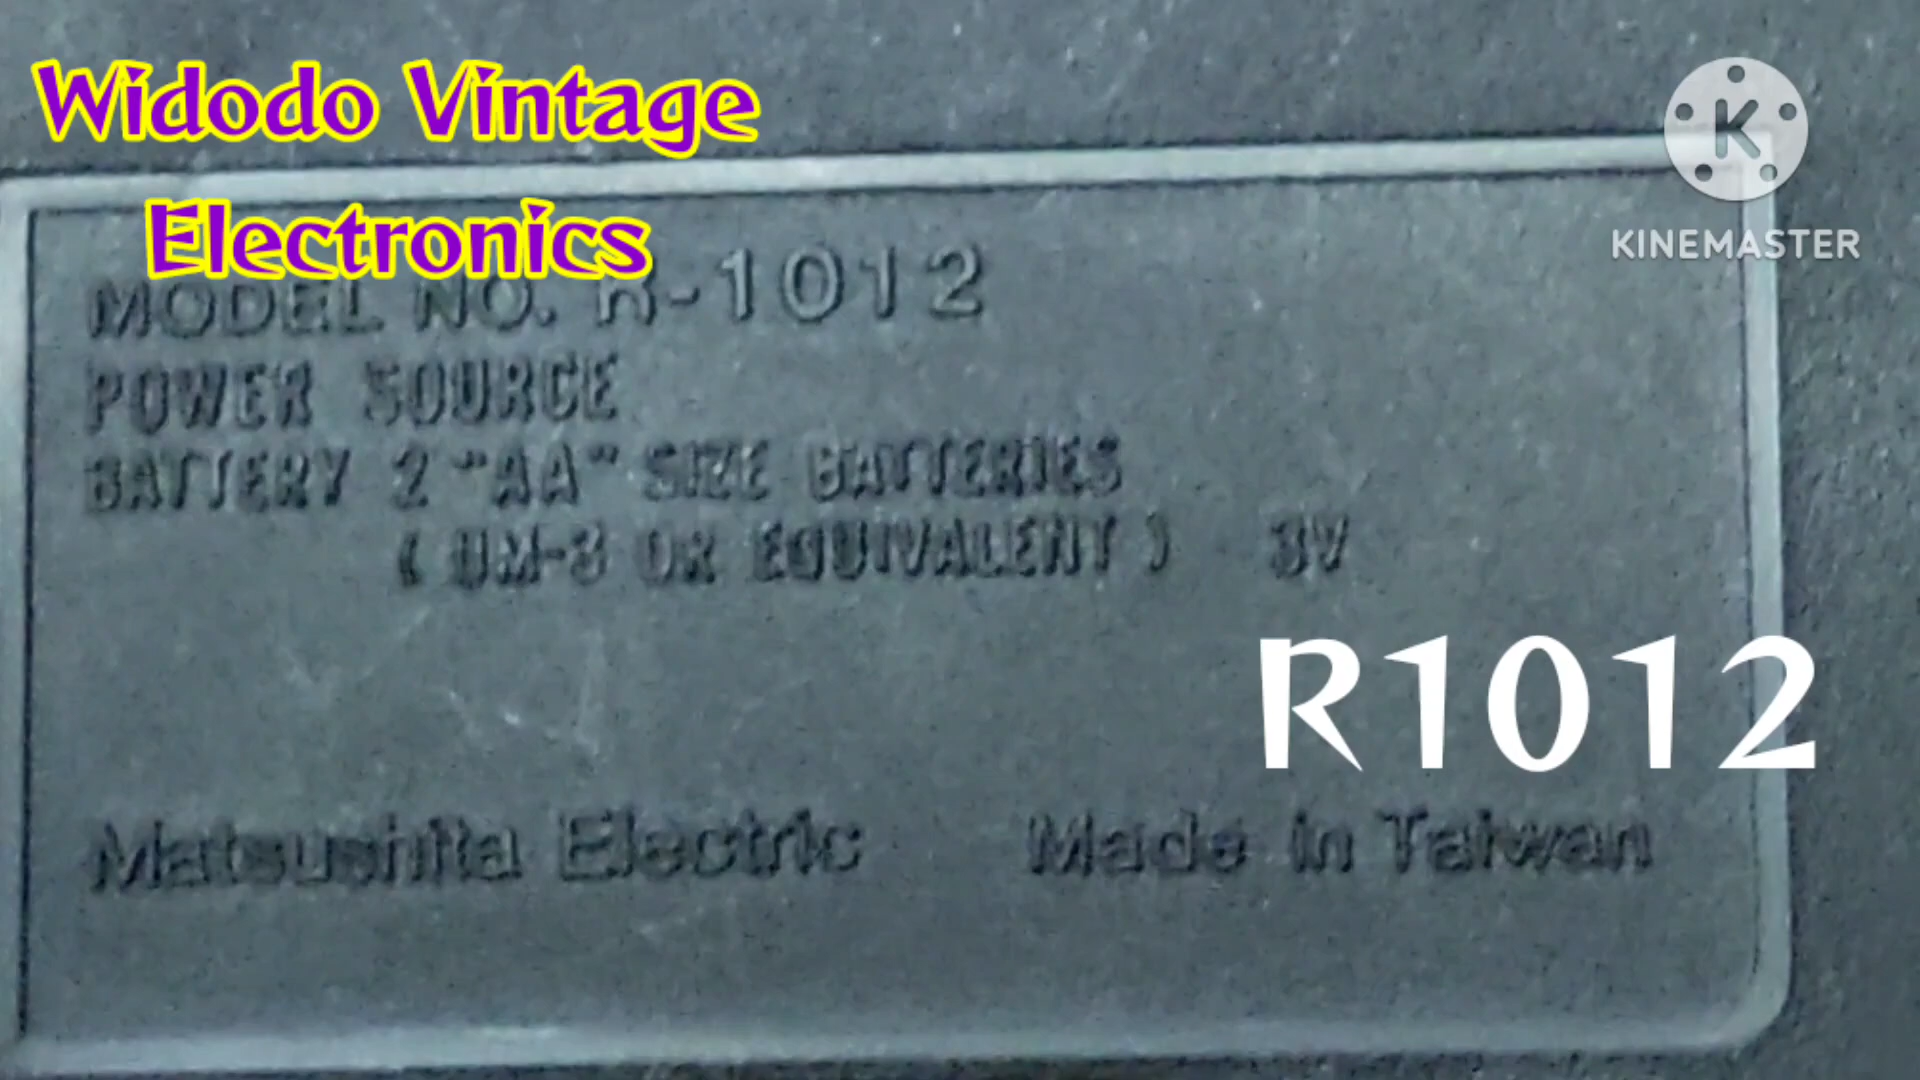 Widodo Vintage
Electronics
K
KINEMASTER
MODEL NO. R-1012
POWER SOURCE
BATTERY 2 "AA" SIZE BATTERIES
( UM-3 OR EQUIVALENT ) 3V
R1012
Matsushita Electric Made in Taiwan